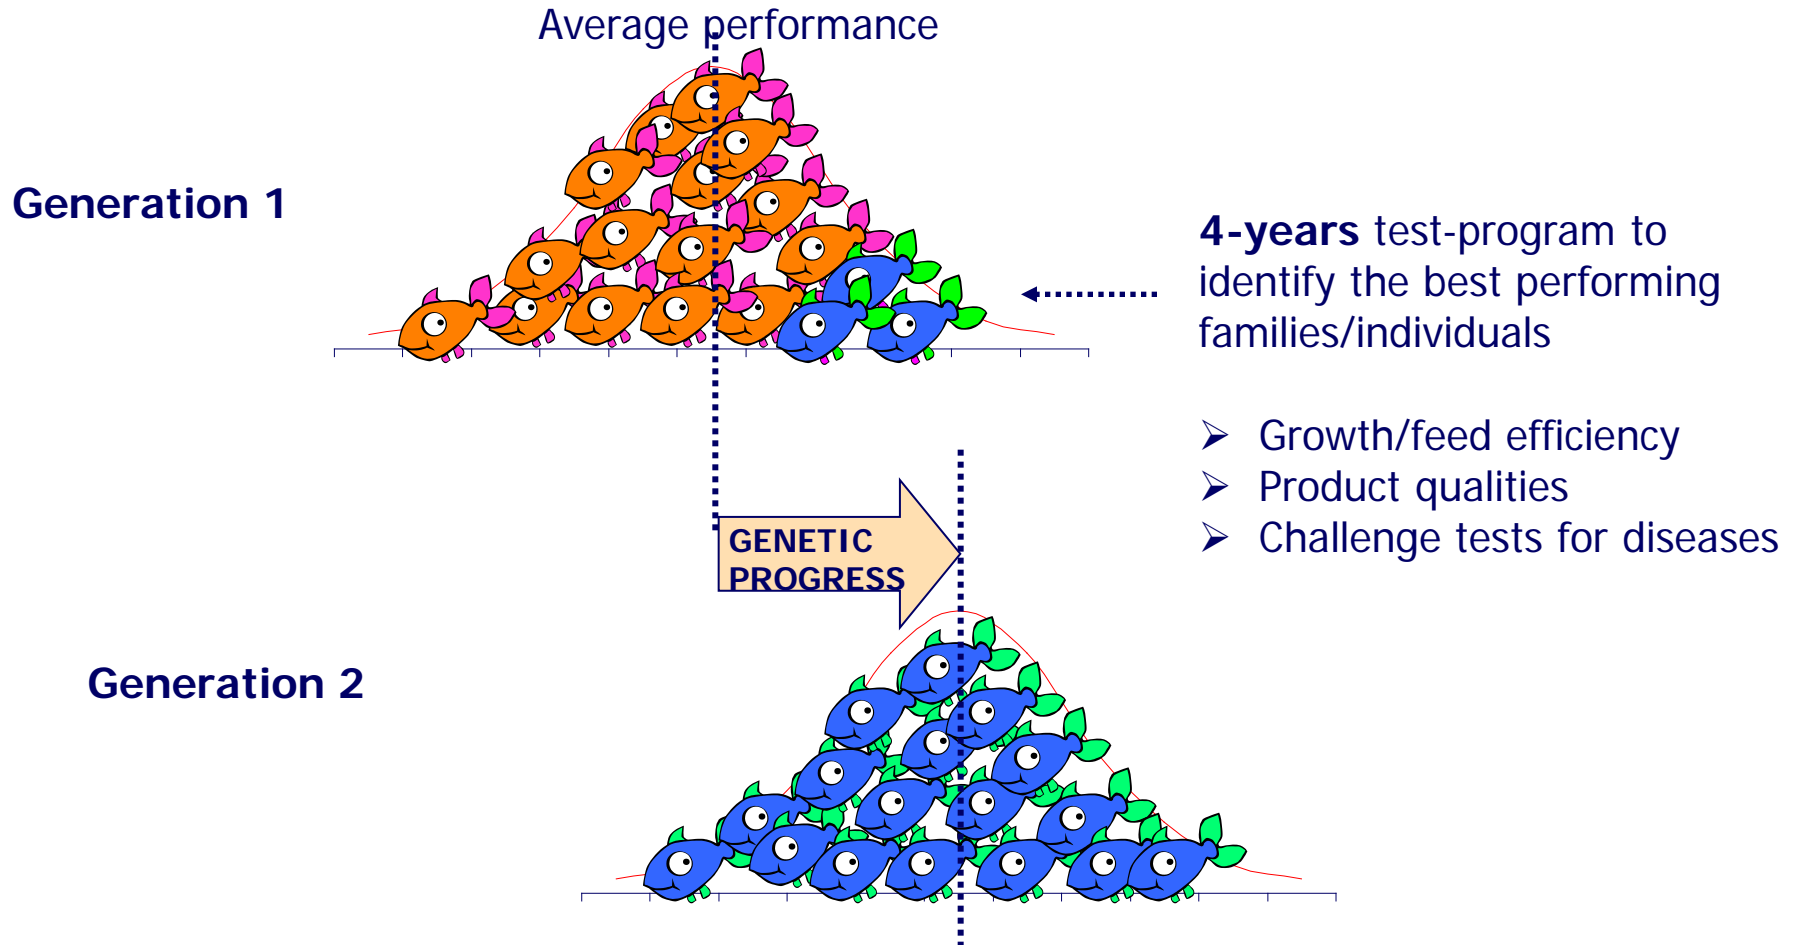 Average performance
Generation 1
4-years test-program to
identify the best performing
families/individuals
➢ Growth/feed efficiency
➢ Product qualities
➢ Challenge tests for diseases
GENETIC
PROGRESS
Generation 2